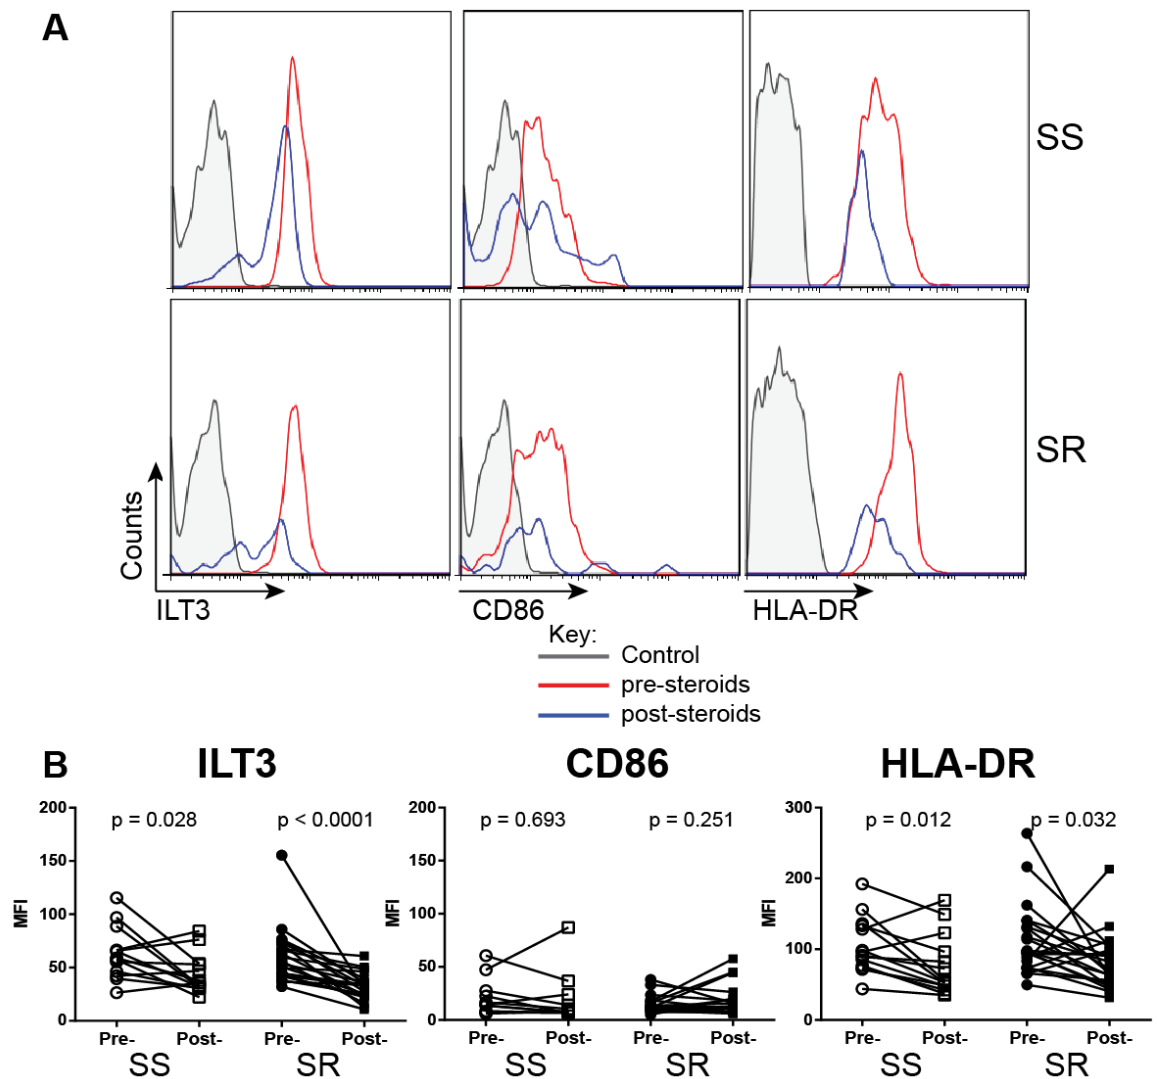 A
SS
SR
Counts
ILT3
CD86
HLA-DR
Key:
Control
pre-steroids
post-steroids
B
ILT3
CD86
HLA-DR
200
150
100
50
0
MFI
p = 0.028
p < 0.0001
Pre-
Post-
Pre-
Post-
SS
SR
200
150
100
50
0
MFI
p = 0.693
p = 0.251
Pre-
Post-
Pre-
Post-
SS
SR
300
200
100
0
MFI
p = 0.012
p = 0.032
Pre-
Post-
Pre-
Post-
SS
SR